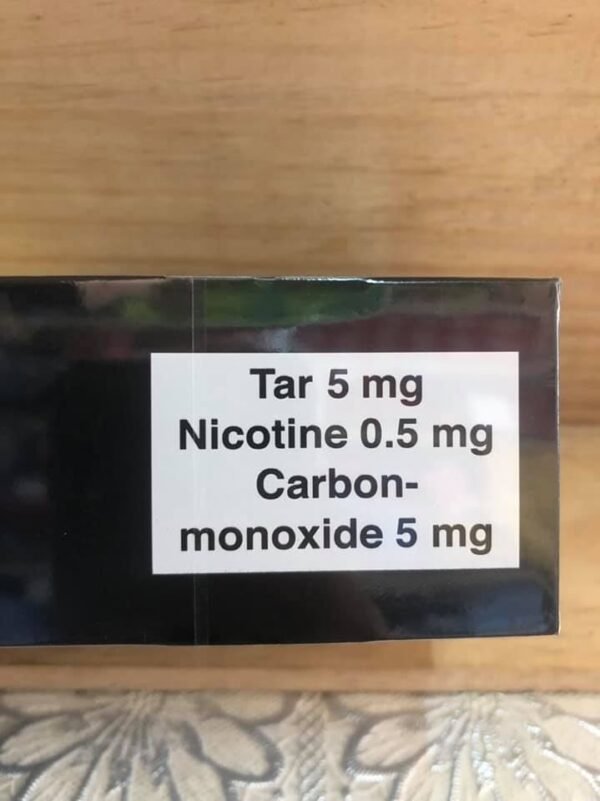 Tar 5 mg
Nicotine 0.5 mg
Carbon-
monoxide 5 mg